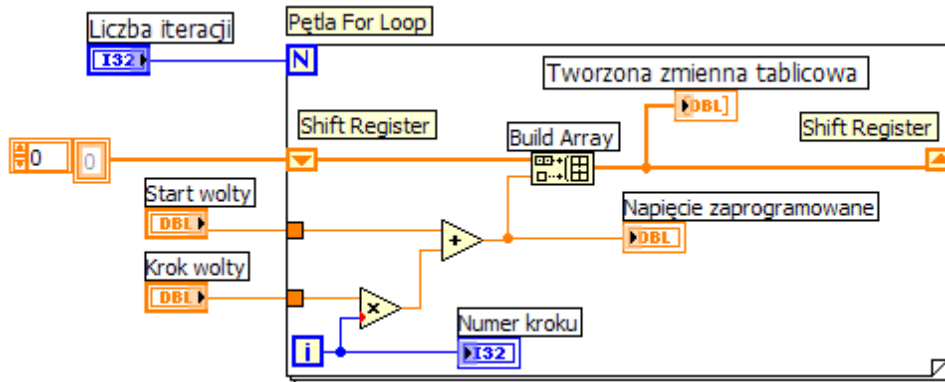 Liczba iteracji
Pętla For Loop
I32
N
Tworzona zmienna tablicowa
[DBL]
Shift Register
Build Array
Shift Register
0
0
Start wolty
DBL
Napięcie zaprogramowane
DBL
+
Krok wolty
DBL
x
Numer kroku
i
I32